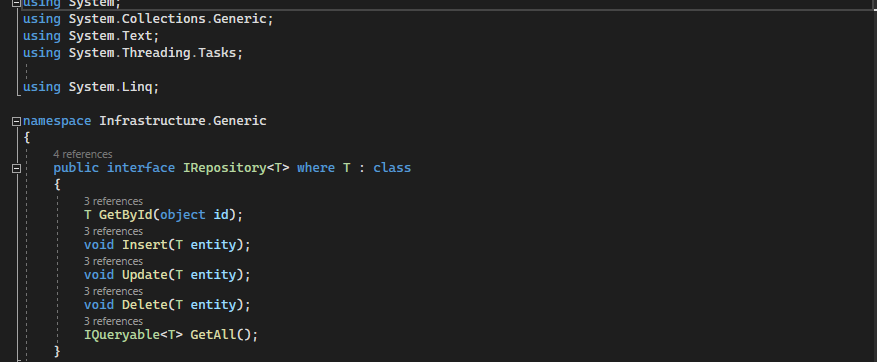 using System;
using System.Collections.Generic;
using System.Text;
using System.Threading.Tasks;
using System.Linq;
namespace Infrastructure.Generic
{
4 references
public interface IRepository<T> where T : class
{
3 references
T GetById(object id);
3 references
void Insert(T entity);
3 references
void Update(T entity);
3 references
void Delete(T entity);
3 references
IQueryable<T> GetAll();
}